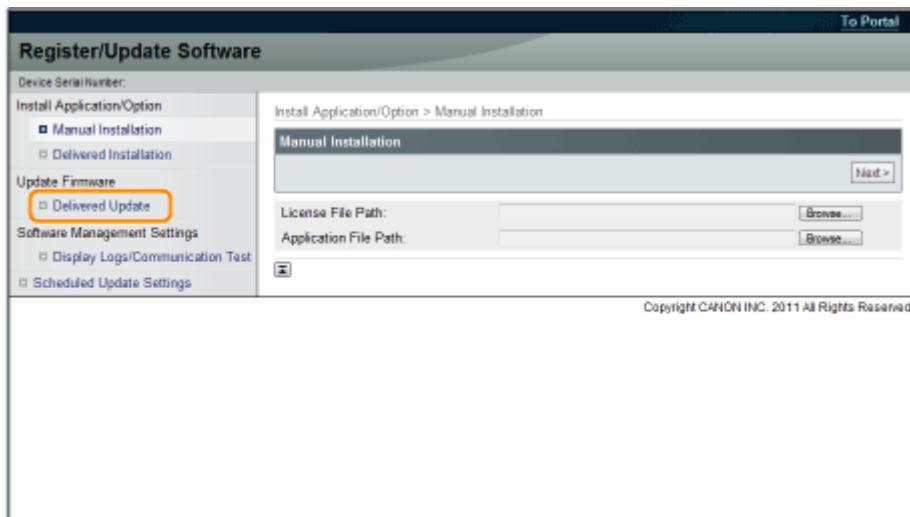 To Portal
Register/Update Software
Device Serial Number:
Install Application/Option
Manual Installation
Delivered Installation
Update Firmware
Delivered Update
Software Management Settings
Display Logs/Communication Test
Scheduled Update Settings
Install Application/Option > Manual Installation
Manual Installation
Next >
License File Path:
Browse...
Application File Path:
Browse...
Copyright CANON INC. 2011 All Rights Reserved